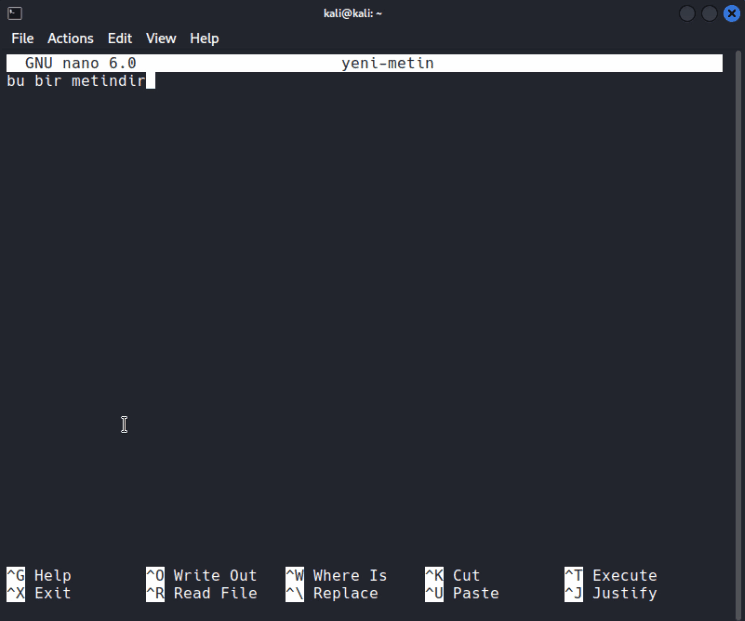 kali@kali: ~
File Actions Edit View Help
GNU nano 6.0 yeni-metin
bu bir metindir
^G Help ^O Write Out ^W Where Is ^K Cut ^T Execute
^X Exit ^R Read File ^\ Replace ^U Paste ^J Justify